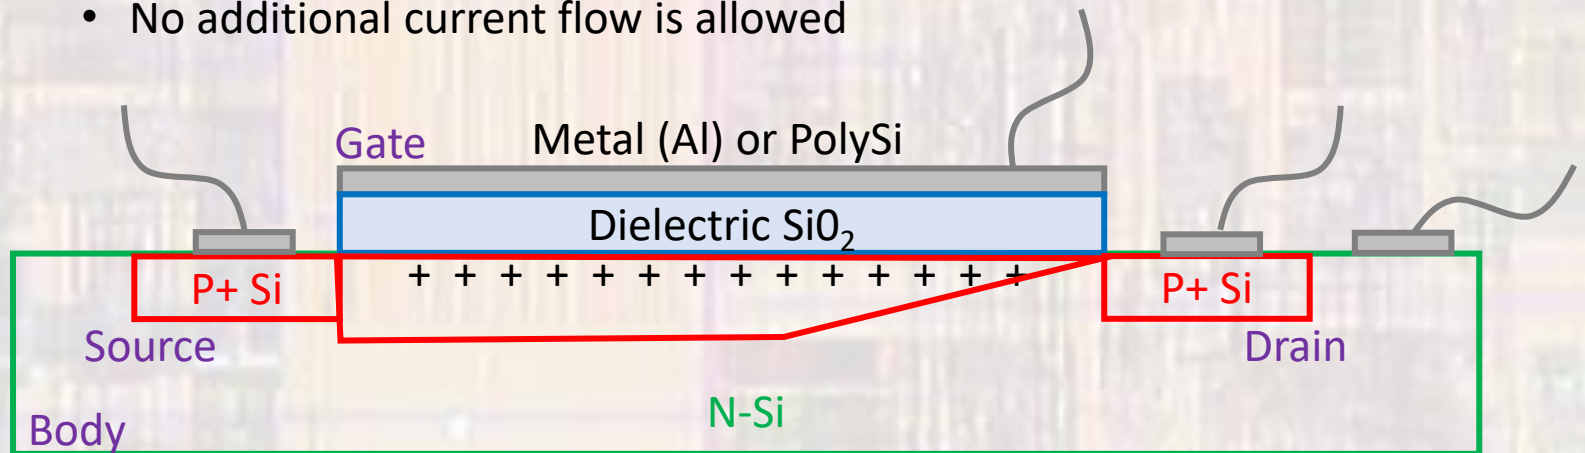 • No additional current flow is allowed
Gate Metal (Al) or PolySi
Dielectric Si0₂
+ + + + + + + + + + + + + +
P+ Si P+ Si
Source Drain
N-Si
Body